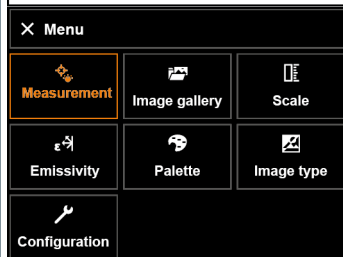 Menu
Measurement
Image gallery
Scale
ε
Emissivity
Palette
Image type
Configuration